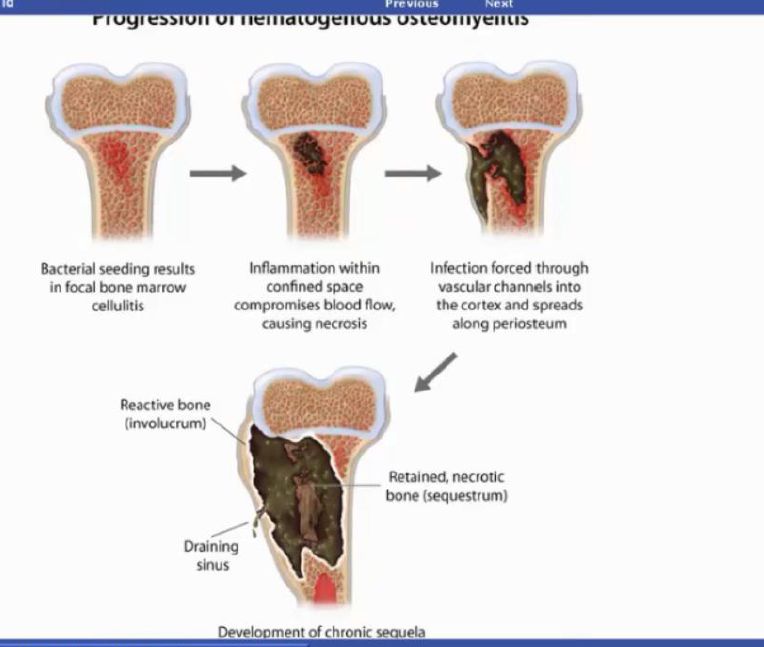 Id
Previous
Next
Progression of hematogenous osteomyelitis
Bacterial seeding results
in focal bone marrow
cellulitis
Inflammation within
confined space
compromises blood flow,
causing necrosis
Infection forced through
vascular channels into
the cortex and spreads
along periosteum
Reactive bone
(involucrum)
Retained, necrotic
bone (sequestrum)
Draining
sinus
Development of chronic sequela